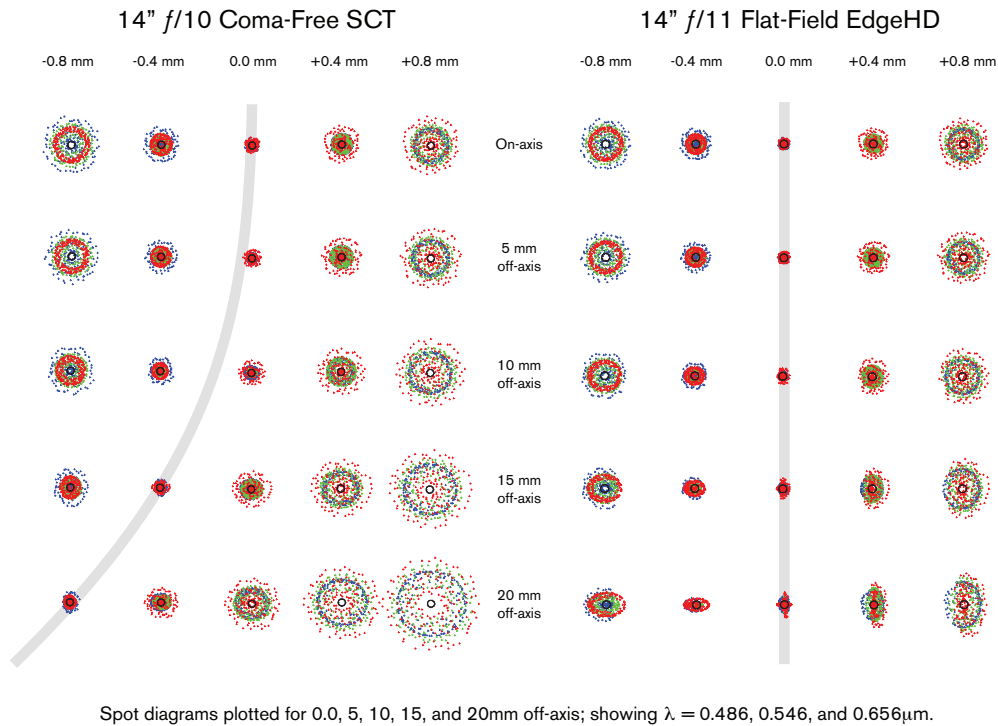 14” f/10 Coma-Free SCT
14” f/11 Flat-Field EdgeHD
-0.8 mm -0.4 mm 0.0 mm +0.4 mm +0.8 mm
-0.8 mm -0.4 mm 0.0 mm +0.4 mm +0.8 mm
On-axis
5 mm
off-axis
10 mm
off-axis
15 mm
off-axis
20 mm
off-axis
Spot diagrams plotted for 0.0, 5, 10, 15, and 20mm off-axis; showing λ = 0.486, 0.546, and 0.656μm.